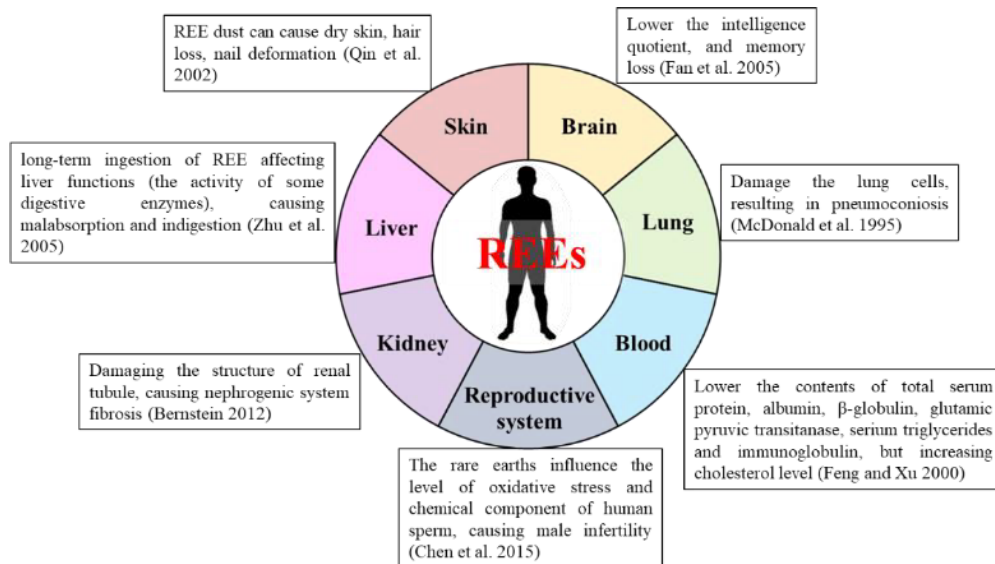 REE dust can cause dry skin, hair
loss, nail deformation (Qin et al.
2002)
Lower the intelligence
quotient, and memory
loss (Fan et al. 2005)
Skin
Brain
long-term ingestion of REE affecting
liver functions (the activity of some
digestive enzymes), causing
malabsorption and indigestion (Zhu et al.
2005)
Liver
Lung
Damage the lung cells,
resulting in pneumoconiosis
(McDonald et al. 1995)
REEs
Kidney
Blood
Damaging the structure of renal
tubule, causing nephrogenic system
fibrosis (Bernstein 2012)
Reproductive
system
Lower the contents of total serum
protein, albumin, β-globulin, glutamic
pyruvic transitanase, serium triglycerides
and immunoglobulin, but increasing
cholesterol level (Feng and Xu 2000)
The rare earths influence the
level of oxidative stress and
chemical component of human
sperm, causing male infertility
(Chen et al. 2015)